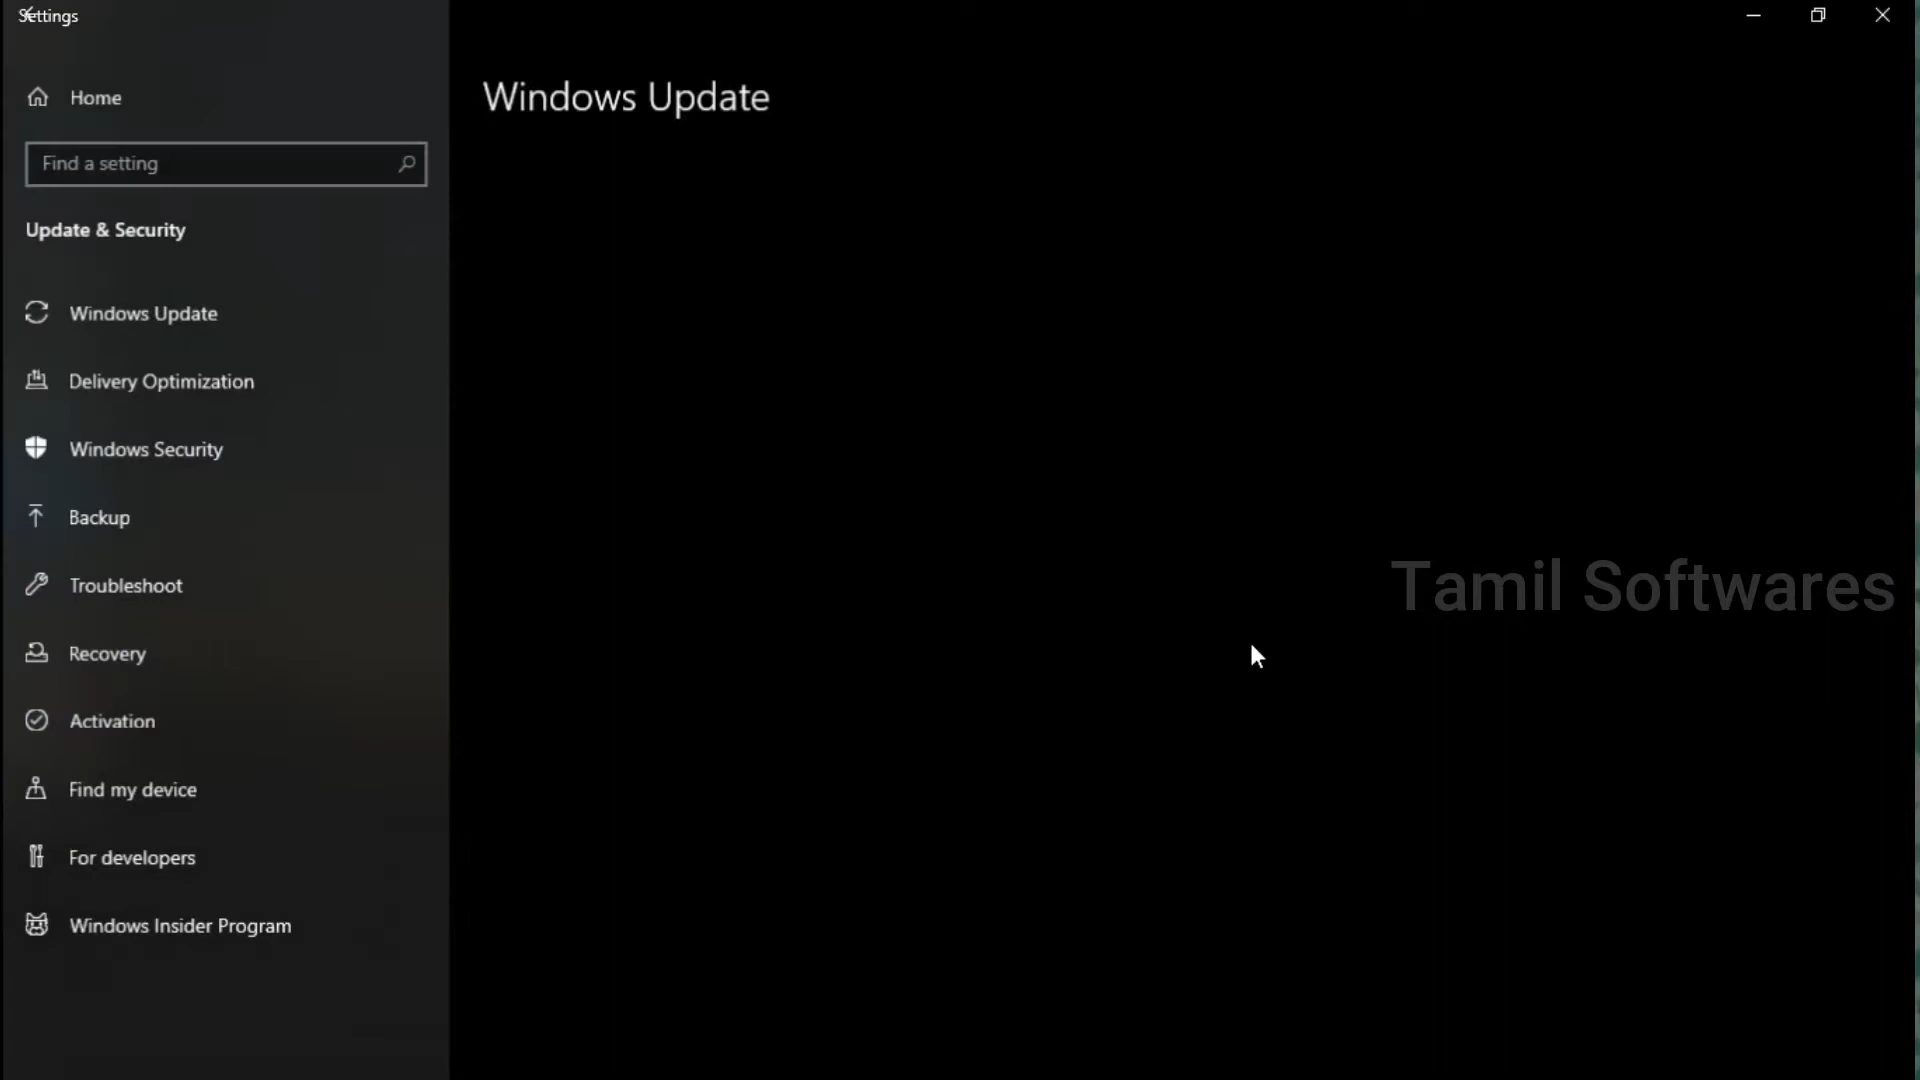 Settings
Home
Windows Update
Find a setting
Update & Security
Windows Update
Delivery Optimization
Windows Security
Backup
Tamil Softwares
Troubleshoot
Recovery
Activation
Find my device
For developers
Windows Insider Program